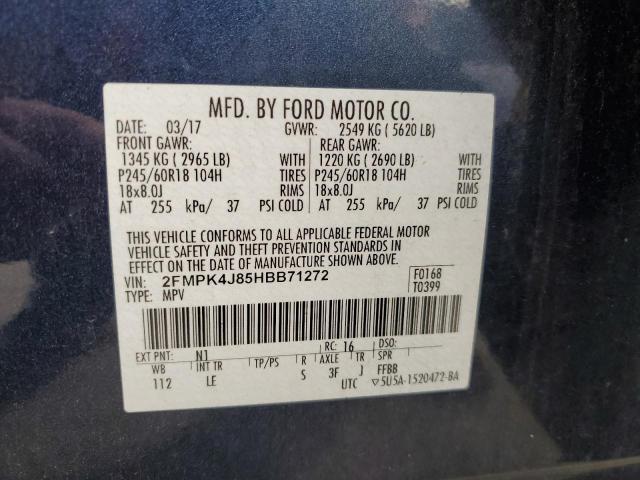 MFD. BY FORD MOTOR CO.
DATE: 03/17 GVWR: 2549 KG ( 5620 LB)
FRONT GAWR: REAR GAWR:
1345 KG ( 2965 LB) WITH 1220 KG ( 2690 LB) WITH
P245/60R18 104H TIRES P245/60R18 104H TIRES
18x8.0J RIMS 18x8.0J RIMS
AT 255 kPa/ 37 PSI COLD AT 255 kPa/ 37 PSI COLD
THIS VEHICLE CONFORMS TO ALL APPLICABLE FEDERAL MOTOR
VEHICLE SAFETY AND THEFT PREVENTION STANDARDS IN
EFFECT ON THE DATE OF MANUFACTURE SHOWN ABOVE.
VIN: 2FMPK4J85HBB71272 F0168
TYPE: MPV T0399
EXT PNT: N1 RC: 16 DSO:
WB INT TR TP/PS R AXLE TR SPR
112 LE S 3F J FFBB
UTC ▽5U5A-1520472-BA